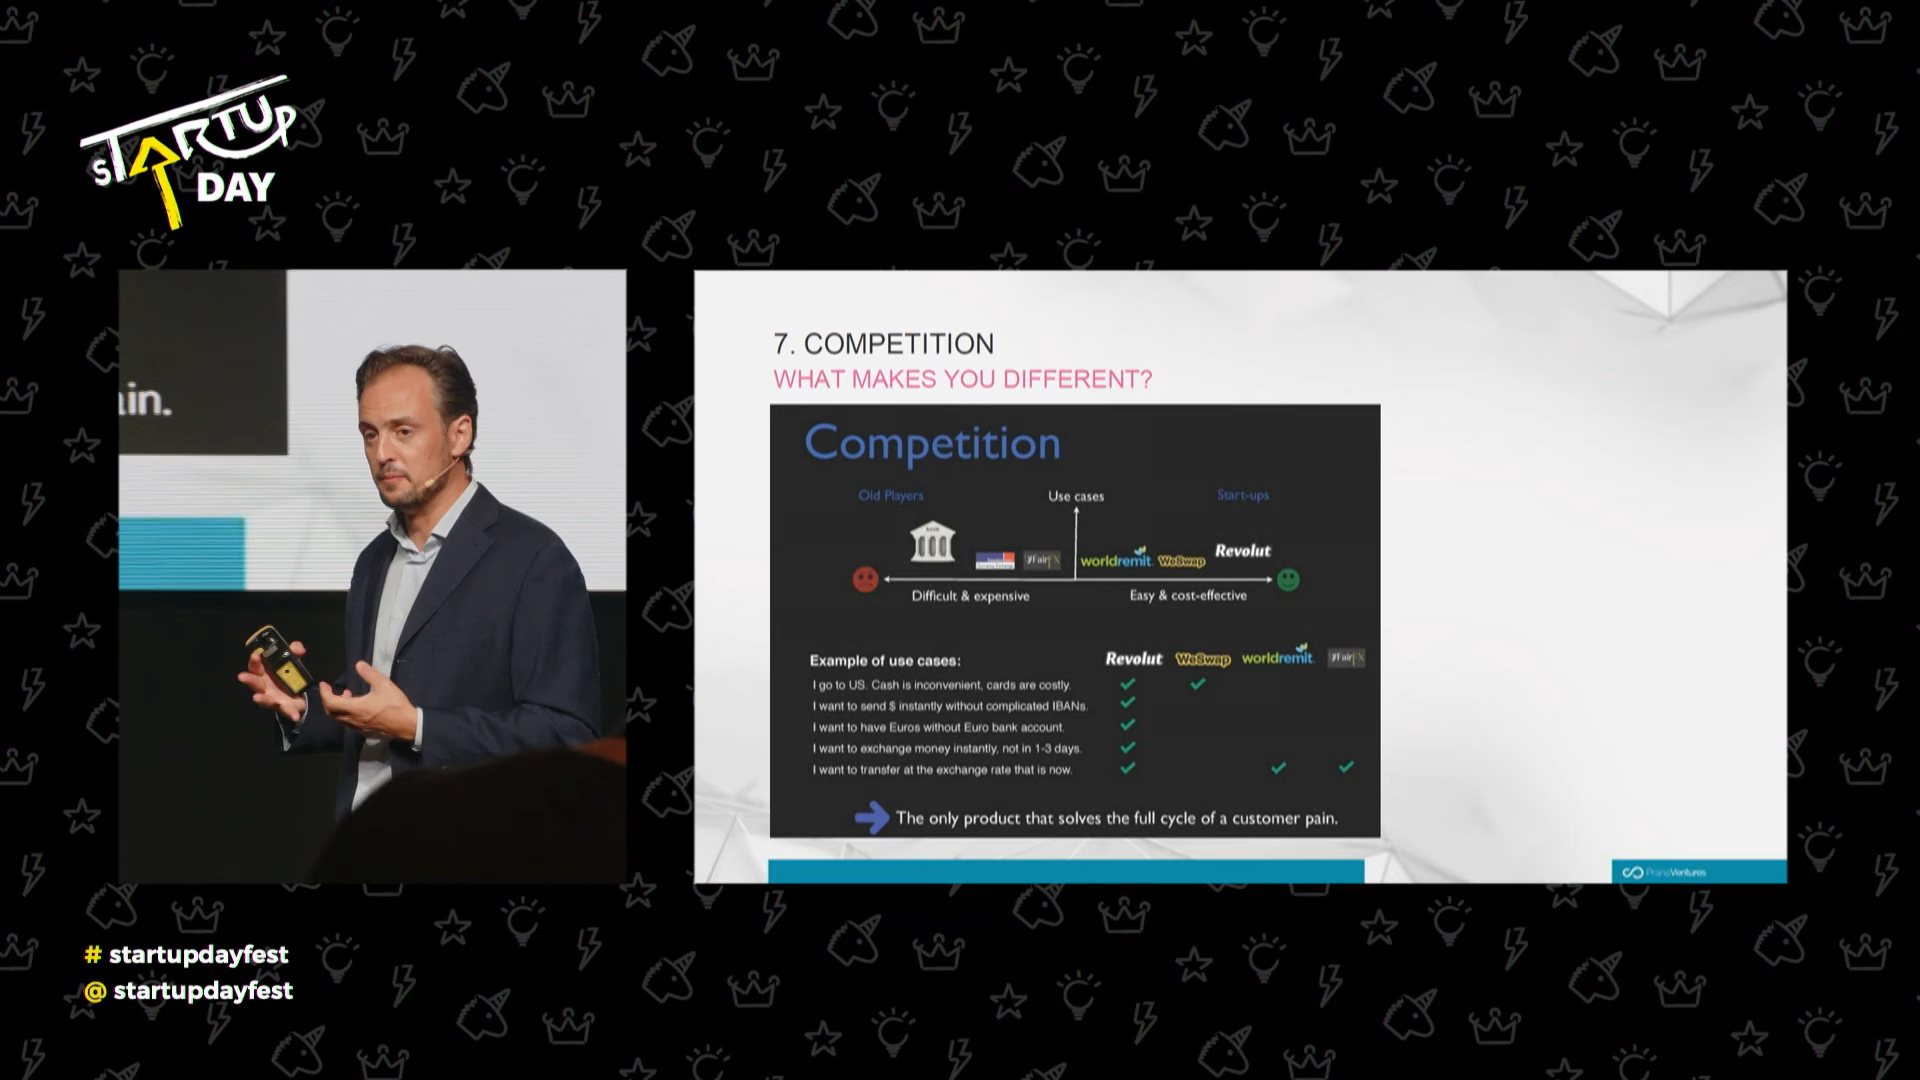 STARTUP
DAY
ain.
7. COMPETITION
WHAT MAKES YOU DIFFERENT?
Competition
Old Players
Use cases
Start-ups
BANK
worldremit
WeSwap
Revolut
Difficult & expensive
Easy & cost-effective
Example of use cases:
Revolut
WeSwap
worldremit
I go to US. Cash is inconvenient, cards are costly.
I want to send $ instantly without complicated IBANs.
I want to have Euros without Euro bank account.
I want to exchange money instantly, not in 1-3 days.
I want to transfer at the exchange rate that is now.
The only product that solves the full cycle of a customer pain.
PranaVentures
# startupdayfest
@ startupdayfest